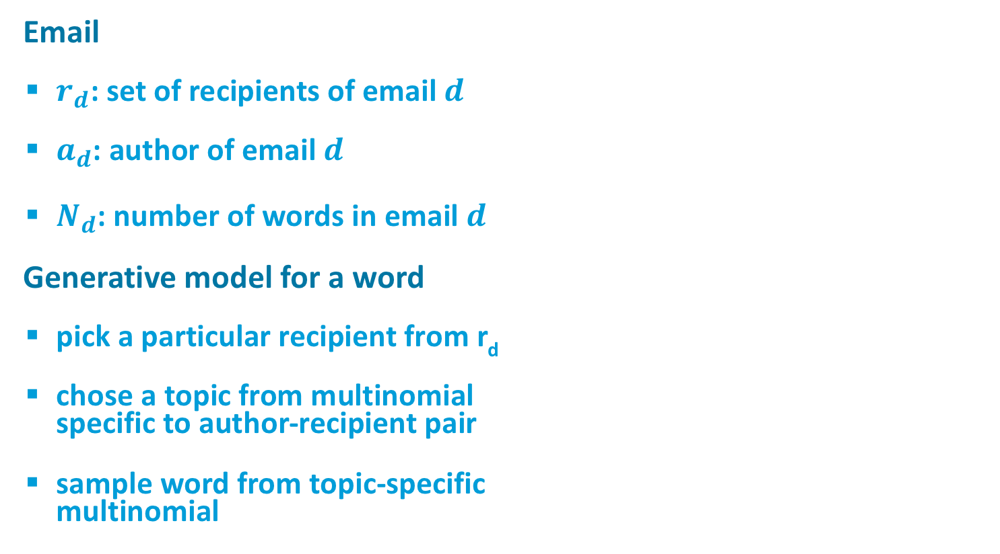 Email
▪ r_d: set of recipients of email d
▪ a_d: author of email d
▪ N_d: number of words in email d
Generative model for a word
▪ pick a particular recipient from r_d
▪ chose a topic from multinomial
specific to author-recipient pair
▪ sample word from topic-specific
multinomial